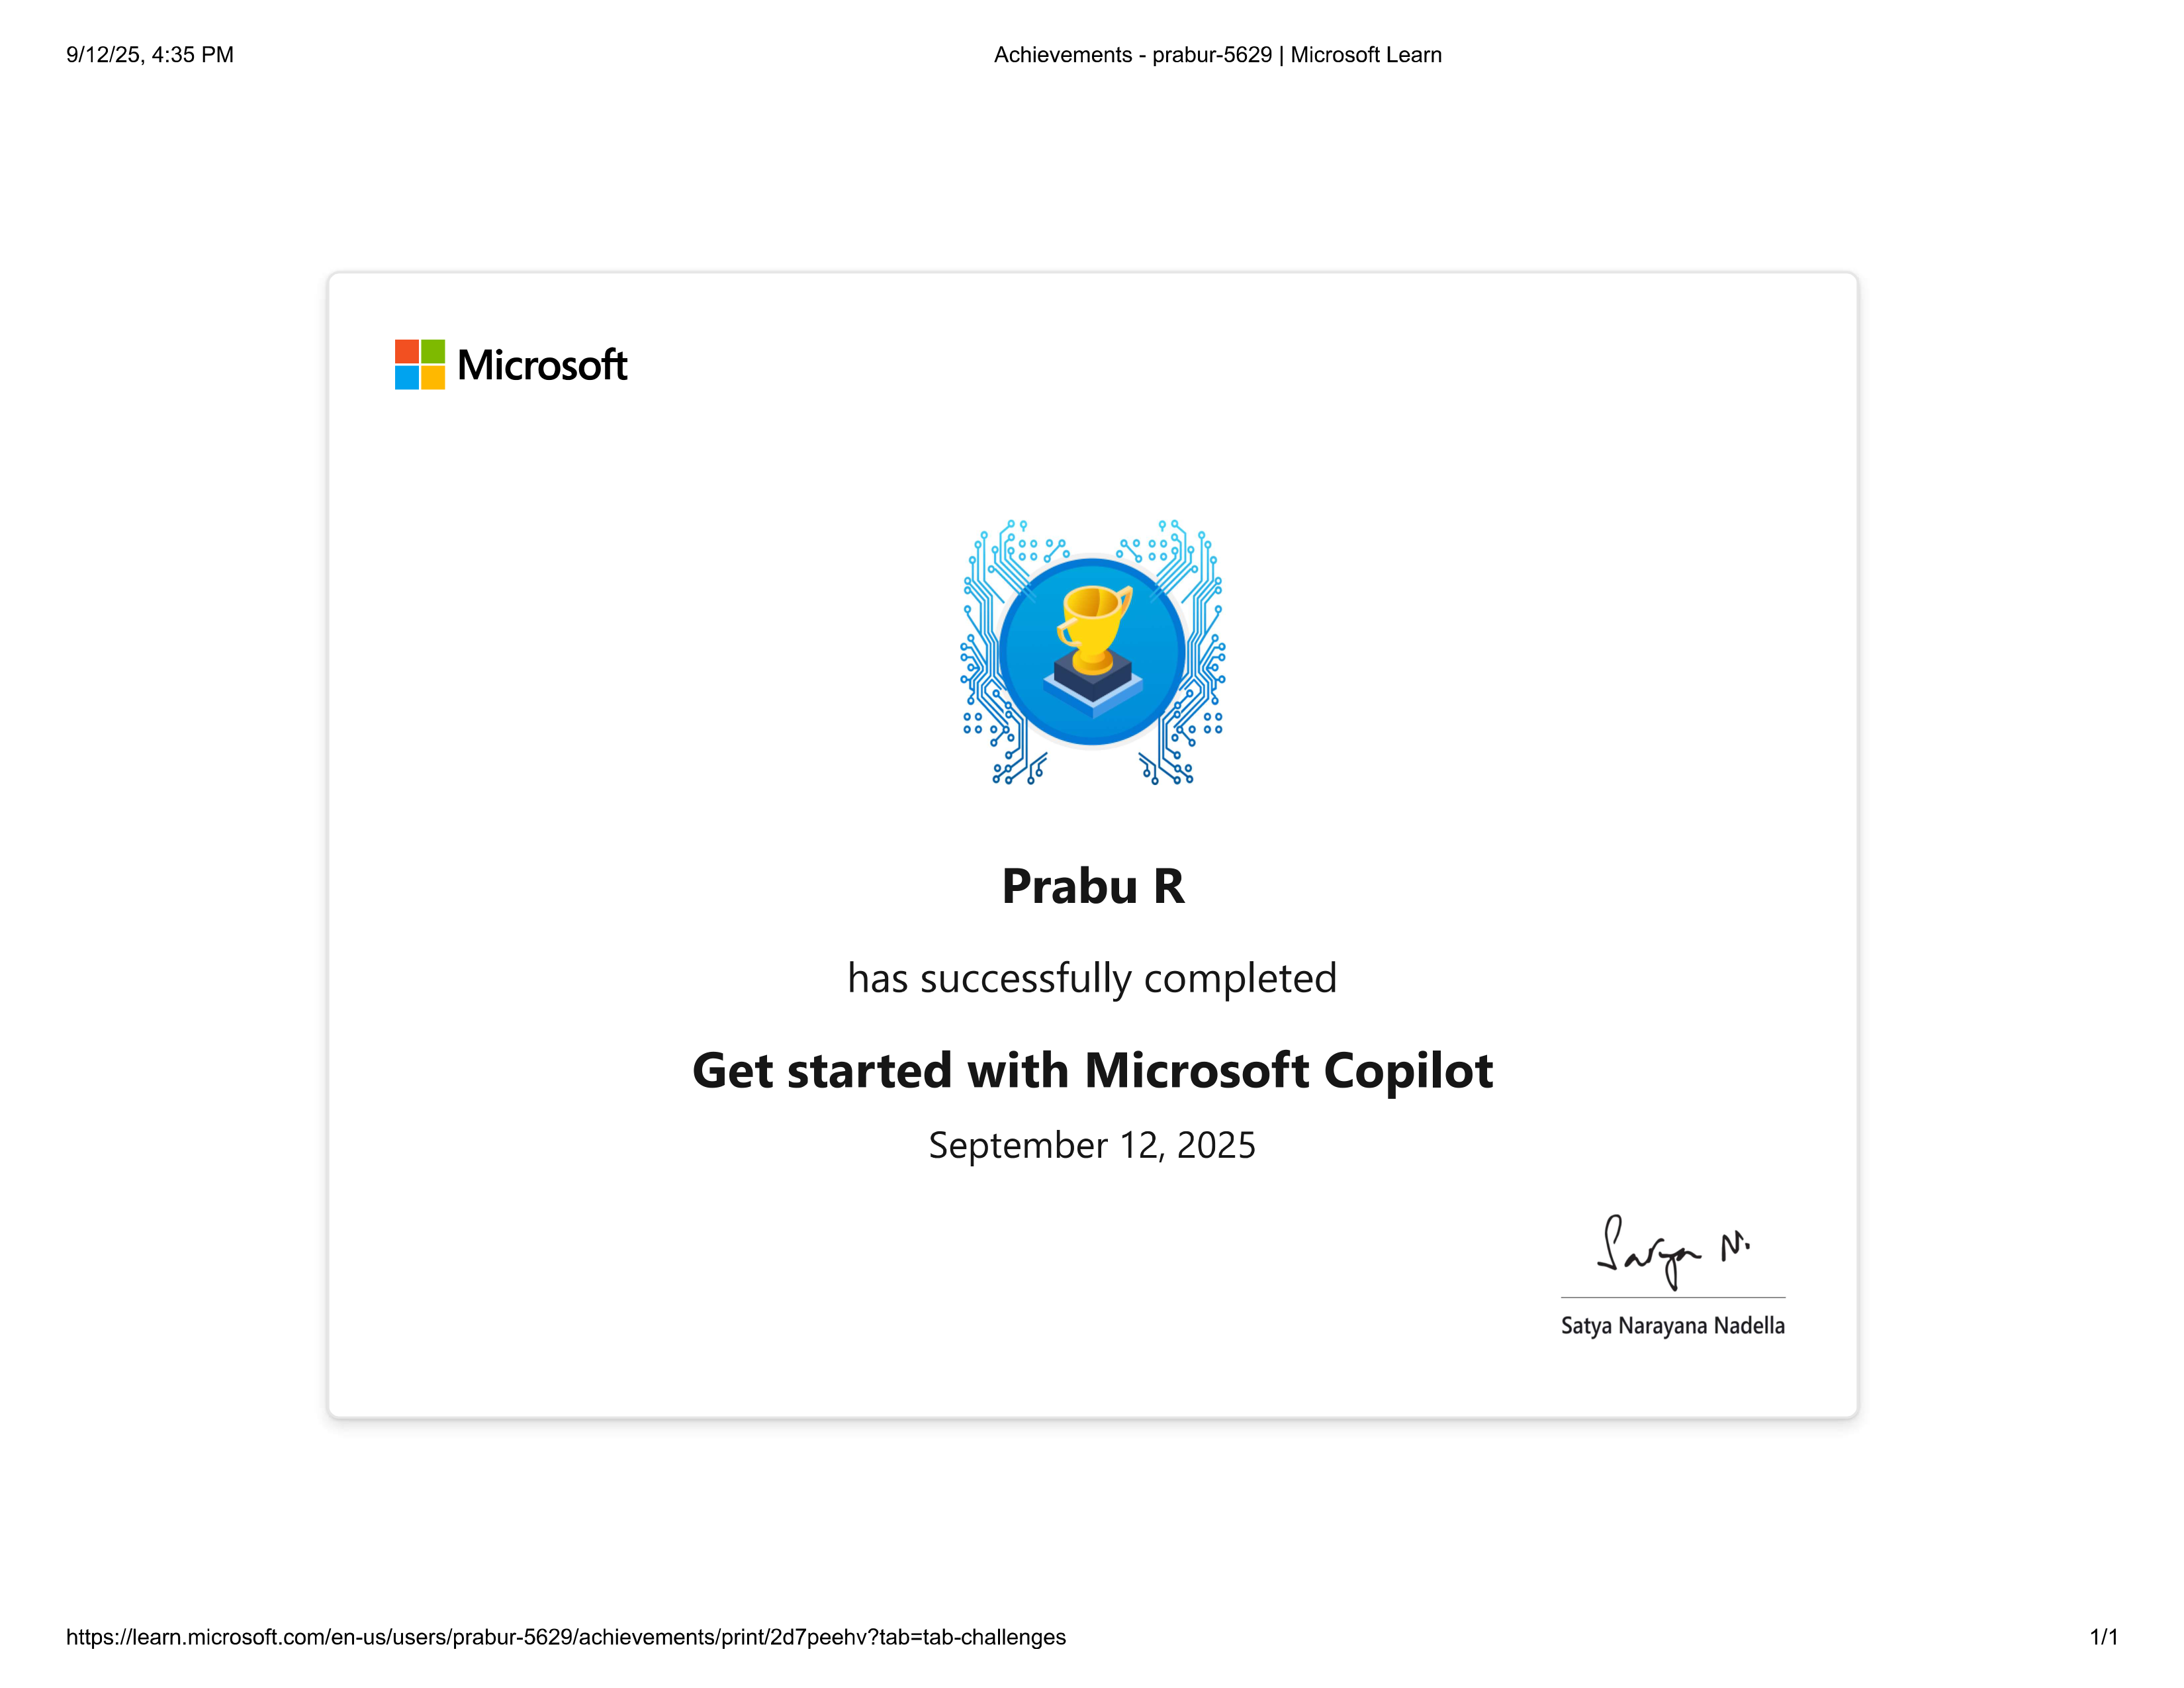 9/12/25, 4:35 PM
Achievements - prabur-5629 | Microsoft Learn
Microsoft
Prabu R
has successfully completed
Get started with Microsoft Copilot
September 12, 2025
Satya N.
Satya Narayana Nadella
https://learn.microsoft.com/en-us/users/prabur-5629/achievements/print/2d7peehv?tab=tab-challenges
1/1